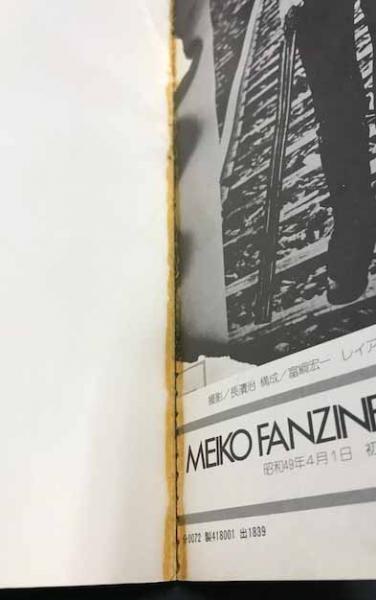 撮影/長濱治 構成/富嶋宏一 レイア
MEIKO FANZINE
昭和49年4月1日 初
0072 製418001 出1839